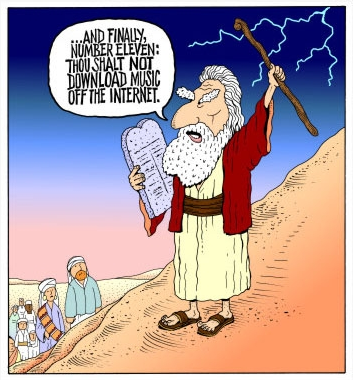 ...AND FINALLY,
NUMBER ELEVEN:
THOU SHALT NOT
DOWNLOAD MUSIC
OFF THE INTERNET.